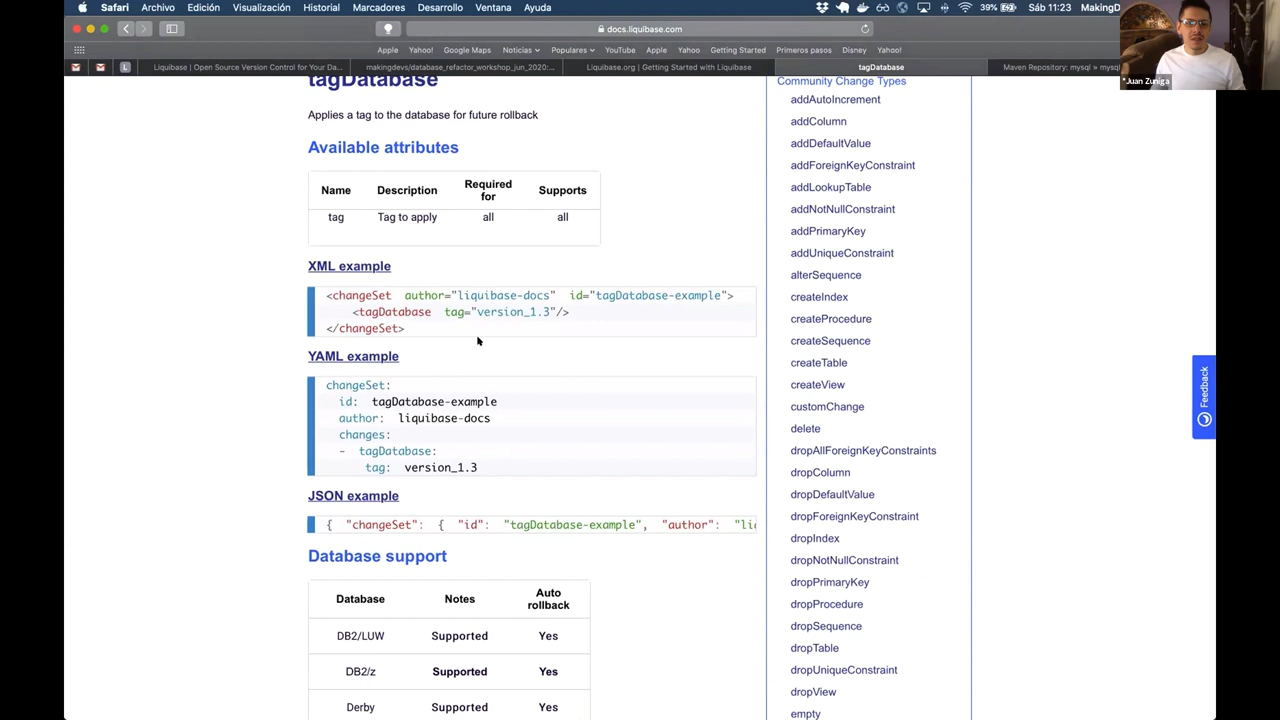 Safari Archivo Edición Visualización Historial Marcadores Desarrollo Ventana Ayuda 39% Sáb 11:23 MakingD
docs.liquibase.com
Apple Yahoo! Google Maps Noticias Populares YouTube Apple Yahoo Getting Started Primeros pasos Disney Yahoo!
L Liquibase | Open Source Version Control for Your Da... makingdevs/database_refactor_workshop_jun_2020:... Liquibase.org | Getting Started with Liquibase tagDatabase Maven Repository: mysql » mysql
*Juan Zuniga
tagDatabase
Applies a tag to the database for future rollback
Available attributes
Name Description Required for Supports
tag Tag to apply all all
XML example
<changeSet author="liquibase-docs" id="tagDatabase-example">
<tagDatabase tag="version_1.3"/>
</changeSet>
YAML example
changeSet:
id: tagDatabase-example
author: liquibase-docs
changes:
- tagDatabase:
tag: version_1.3
JSON example
{ "changeSet": { "id": "tagDatabase-example", "author": "li
Database support
Database Notes Auto rollback
DB2/LUW Supported Yes
DB2/z Supported Yes
Derby Supported Yes
Community Change Types
addAutoIncrement
addColumn
addDefaultValue
addForeignKeyConstraint
addLookupTable
addNotNullConstraint
addPrimaryKey
addUniqueConstraint
alterSequence
createIndex
createProcedure
createSequence
createTable
createView
customChange
delete
dropAllForeignKeyConstraints
dropColumn
dropDefaultValue
dropForeignKeyConstraint
dropIndex
dropNotNullConstraint
dropPrimaryKey
dropProcedure
dropSequence
dropTable
dropUniqueConstraint
dropView
empty
Feedback